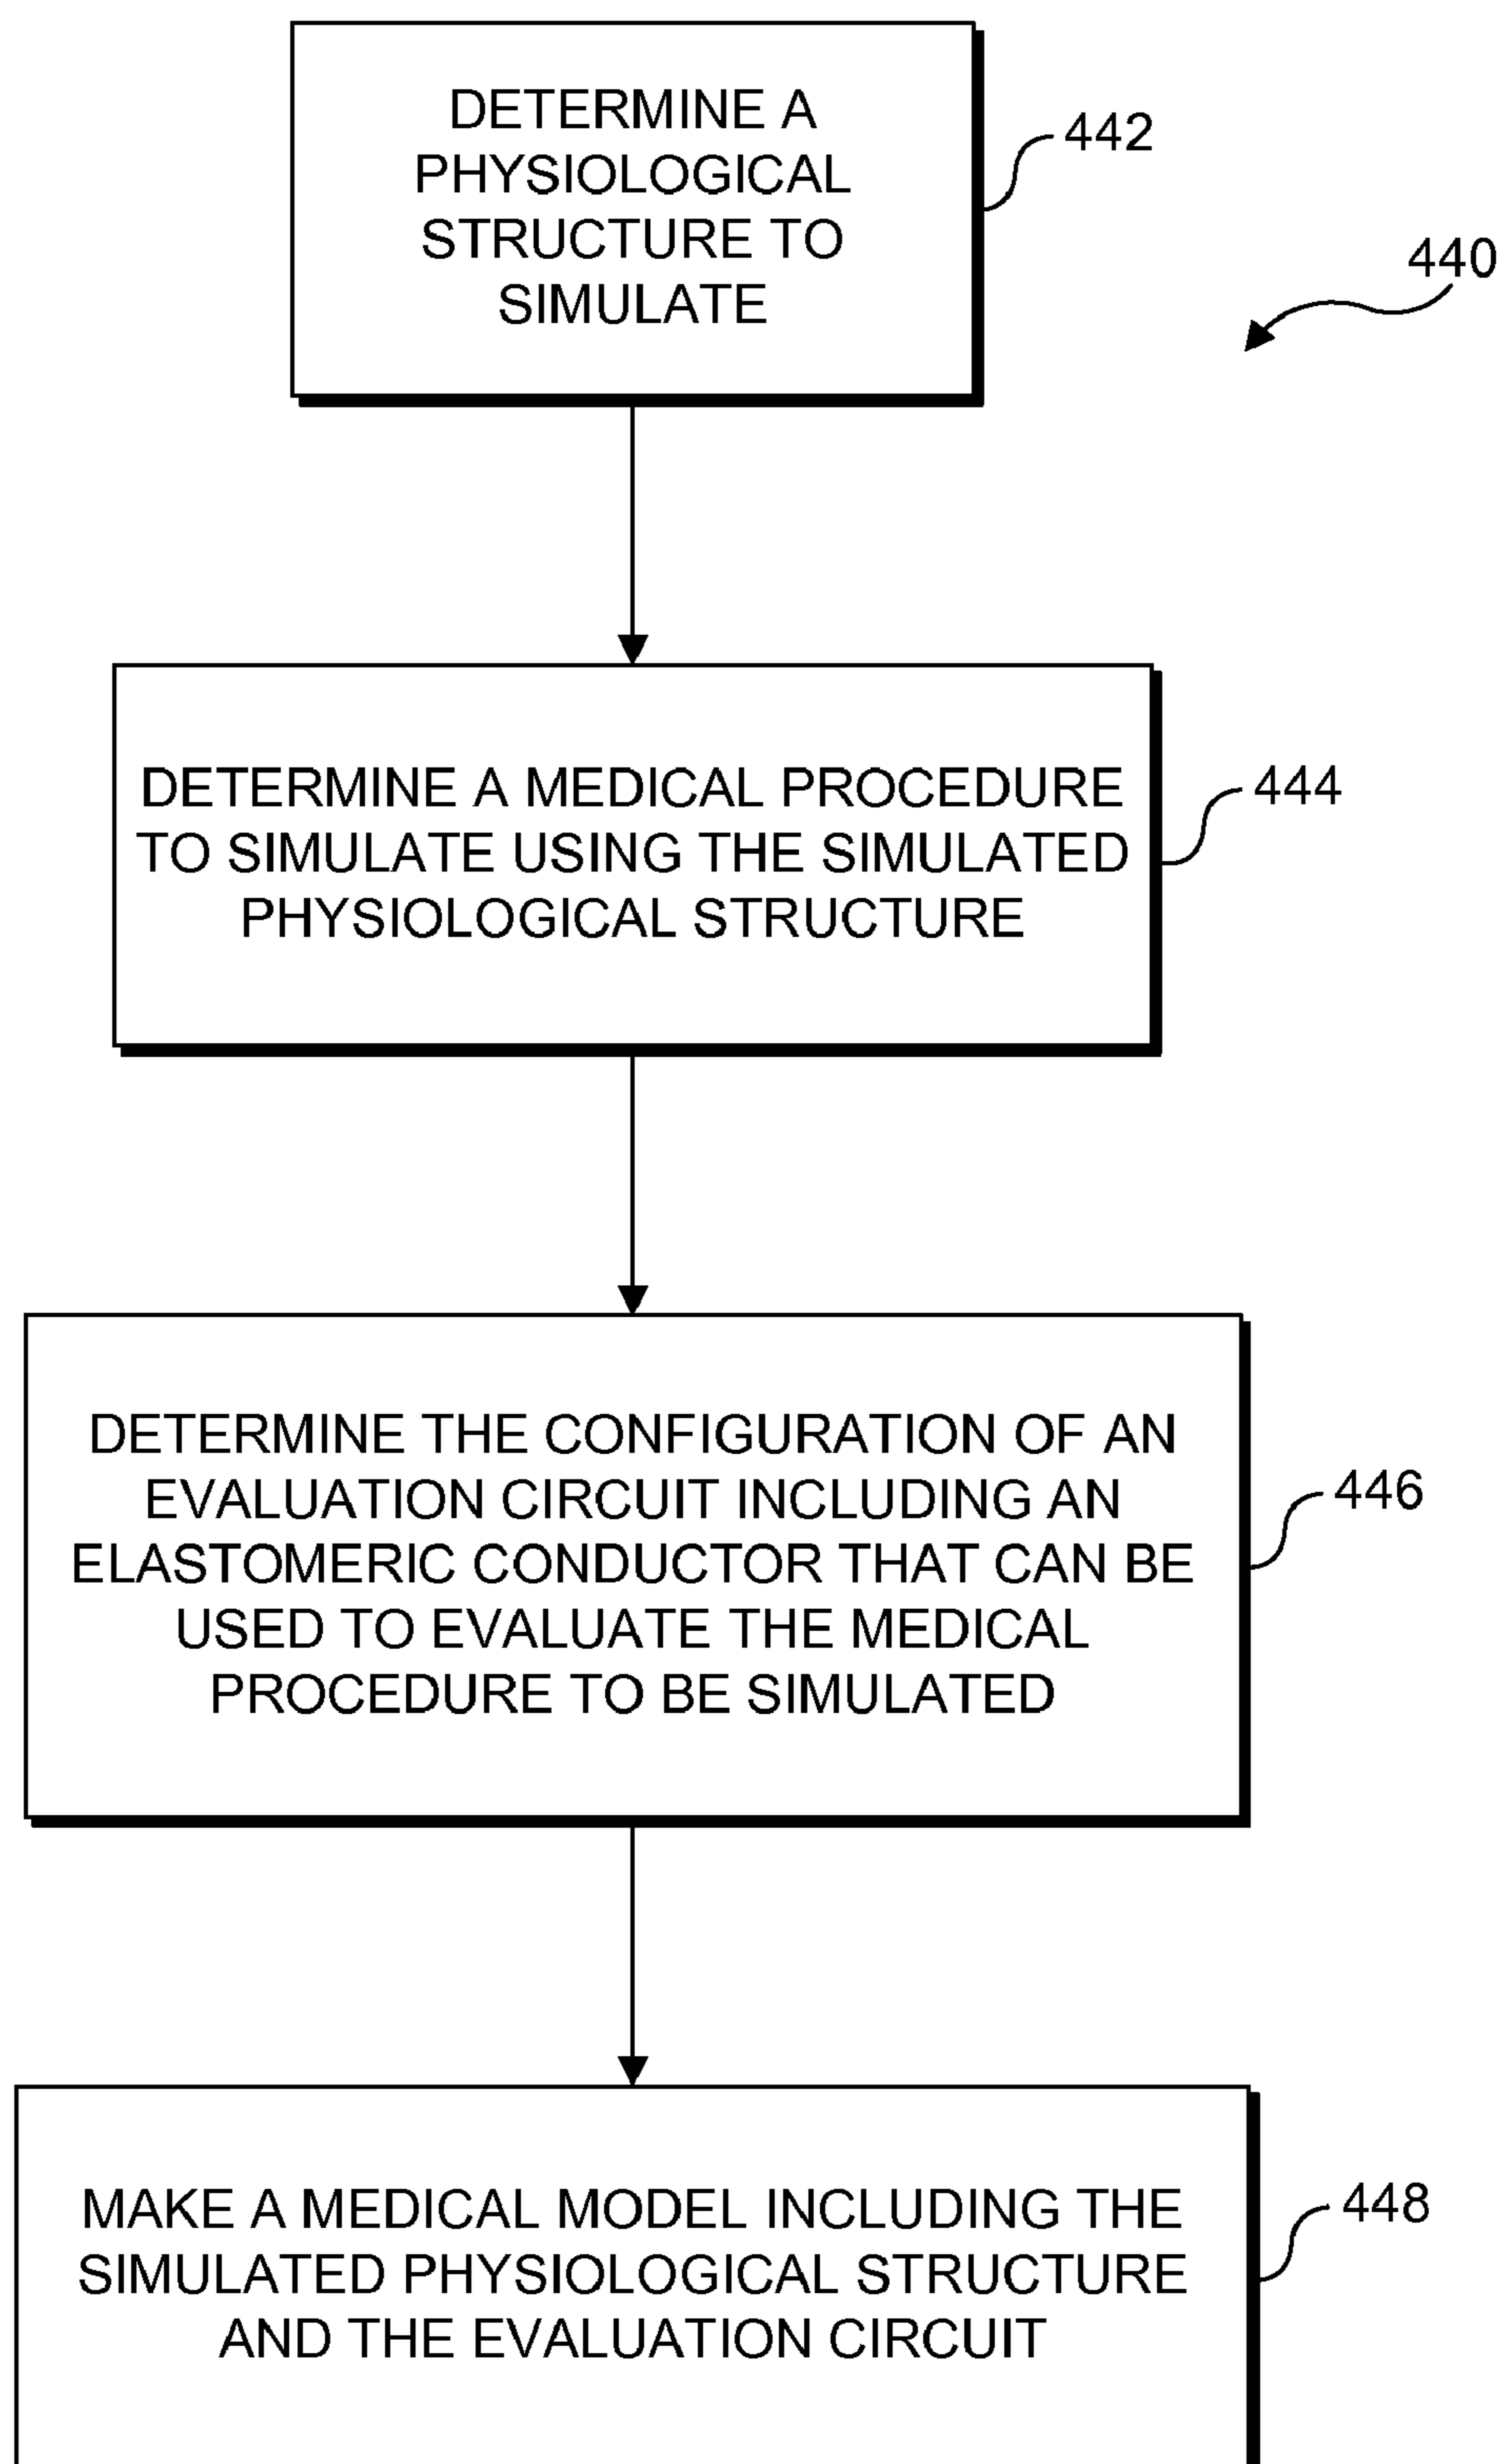 DETERMINE A
PHYSIOLOGICAL
STRUCTURE TO
SIMULATE
442
440
DETERMINE A MEDICAL PROCEDURE
TO SIMULATE USING THE SIMULATED
PHYSIOLOGICAL STRUCTURE
444
DETERMINE THE CONFIGURATION OF AN
EVALUATION CIRCUIT INCLUDING AN
ELASTOMERIC CONDUCTOR THAT CAN BE
USED TO EVALUATE THE MEDICAL
PROCEDURE TO BE SIMULATED
446
MAKE A MEDICAL MODEL INCLUDING THE
SIMULATED PHYSIOLOGICAL STRUCTURE
AND THE EVALUATION CIRCUIT
448